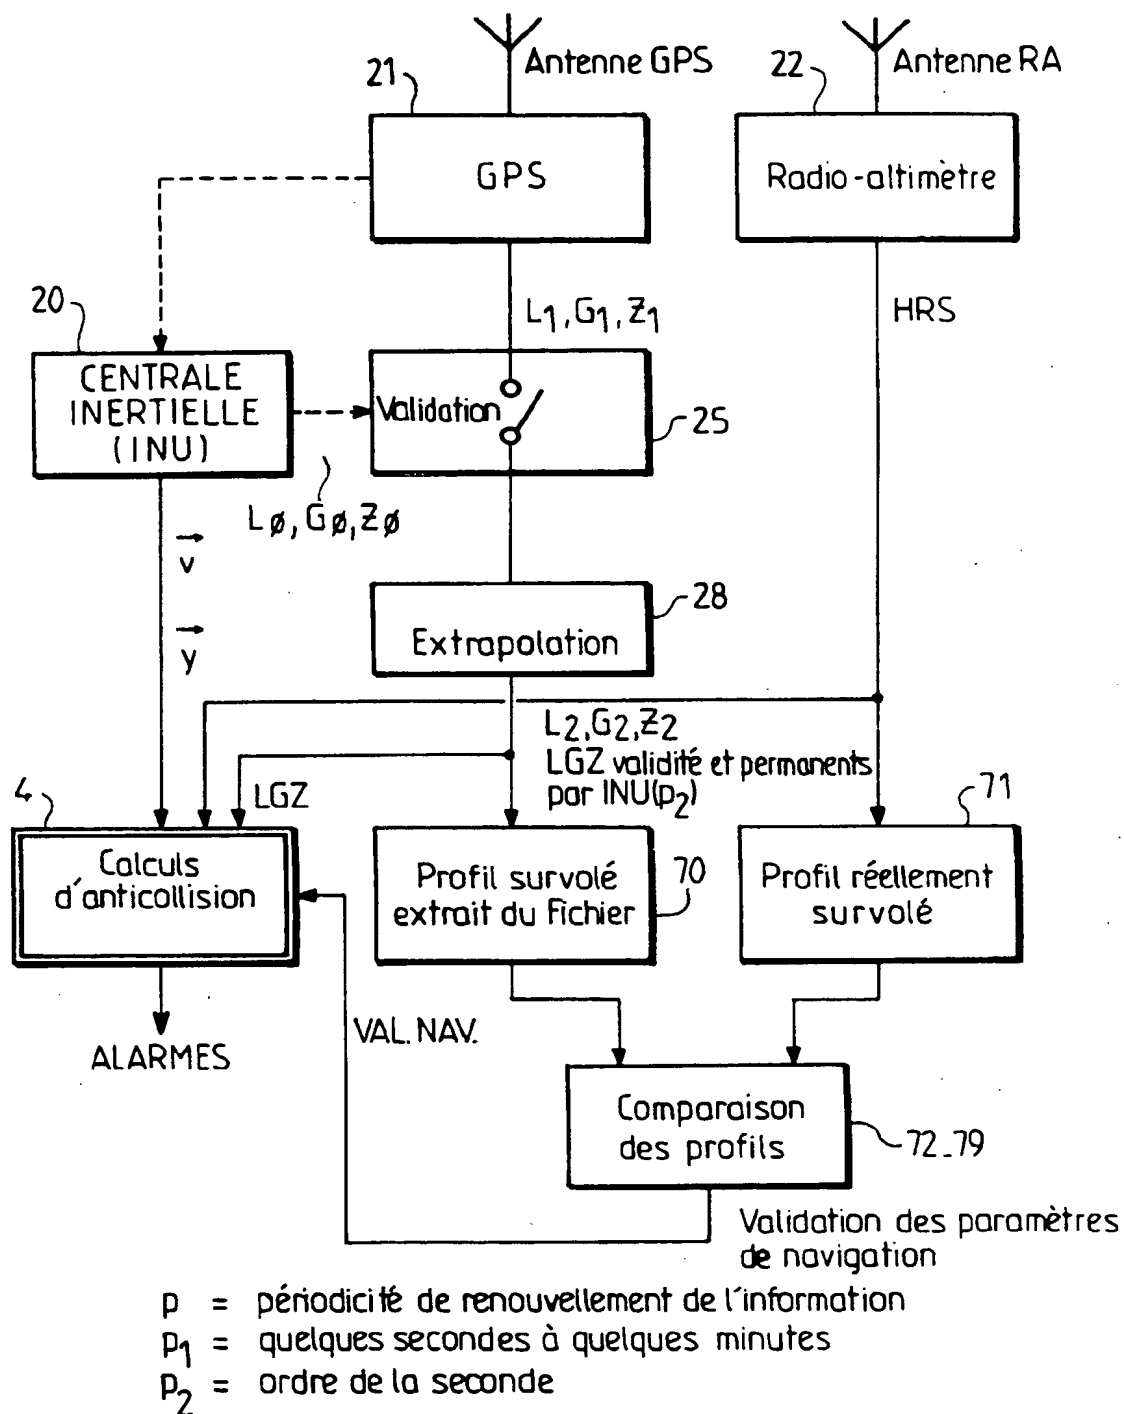 Antenne GPS
Antenne RA
21
22
GPS
Radio-altimètre
20
L1, G1, Z1
HRS
CENTRALE
INERTIELLE
(INU)
Validation
25
LØ, GØ, ZØ
v
28
Extrapolation
y
L2, G2, Z2
LGZ validité et permanents
par INU(p2)
LGZ
4
71
Calculs
d'anticollision
Profil survolé
extrait du Fichier
70
Profil réellement
survolé
VAL. NAV.
ALARMES
Comparaison
des profils
72_79
Validation des paramètres
de navigation
p = périodicité de renouvellement de l'information
p1 = quelques secondes à quelques minutes
p2 = ordre de la seconde